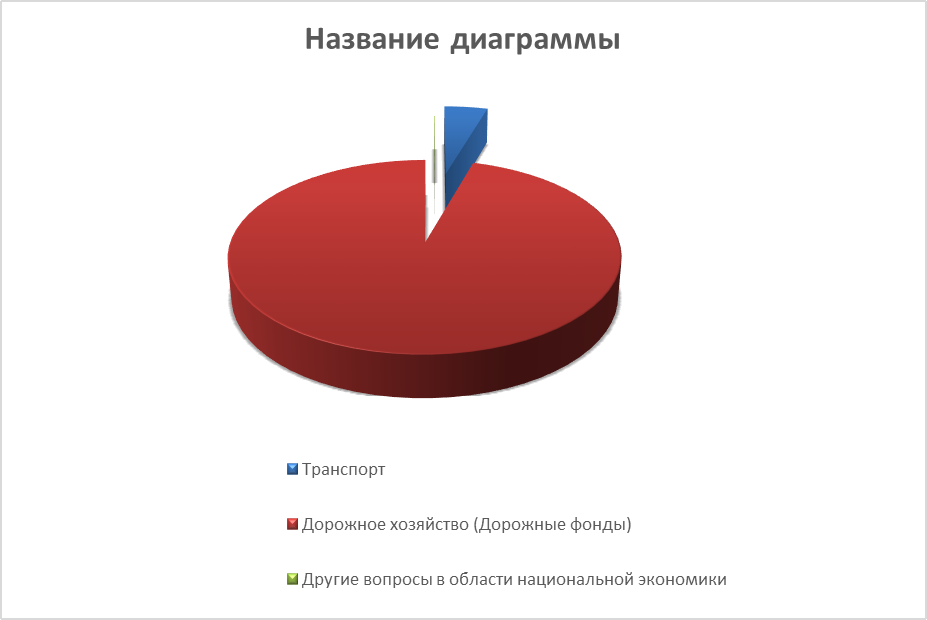 Название диаграммы
Транспорт
Дорожное хозяйство (Дорожные фонды)
Другие вопросы в области национальной экономики